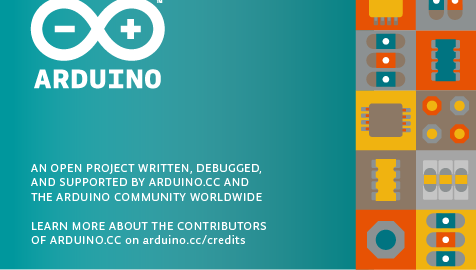 ARDUINO
AN OPEN PROJECT WRITTEN, DEBUGGED,
AND SUPPORTED BY ARDUINO.CC AND
THE ARDUINO COMMUNITY WORLDWIDE
LEARN MORE ABOUT THE CONTRIBUTORS
OF ARDUINO.CC on arduino.cc/credits